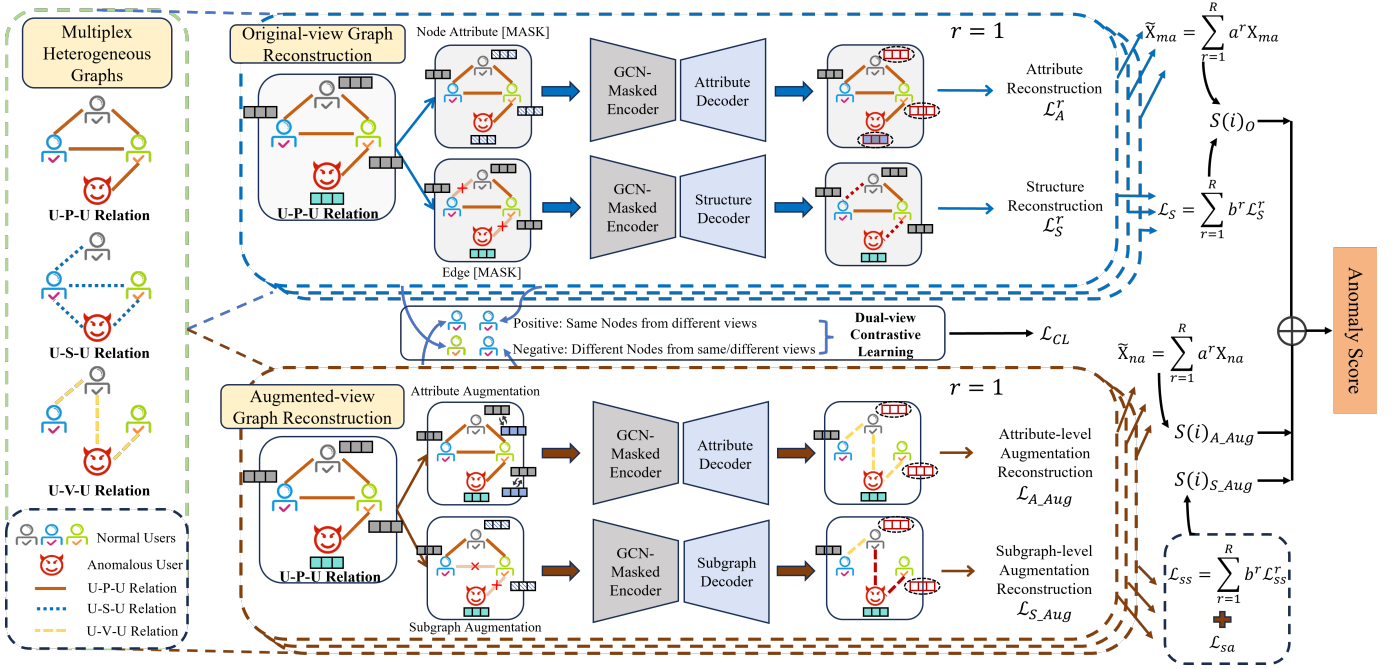 Multiplex
Heterogeneous
Graphs
U-P-U Relation
U-S-U Relation
U-V-U Relation
Normal Users
Anomalous User
U-P-U Relation
U-S-U Relation
U-V-U Relation
Original-view Graph
Reconstruction
U-P-U Relation
Node Attribute [MASK]
Edge [MASK]
GCN-
Masked
Encoder
Attribute
Decoder
GCN-
Masked
Encoder
Structure
Decoder
r = 1
Attribute
Reconstruction
ℒ_A^r
Structure
Reconstruction
ℒ_S^r
Positive: Same Nodes from different views
Negative: Different Nodes from same/different views
Dual-view
Contrastive
Learning
ℒ_CL
Augmented-view
Graph Reconstruction
U-P-U Relation
Attribute Augmentation
Subgraph Augmentation
GCN-
Masked
Encoder
Attribute
Decoder
GCN-
Masked
Encoder
Subgraph
Decoder
r = 1
Attribute-level
Augmentation
Reconstruction
ℒ_A_Aug
Subgraph-level
Augmentation
Reconstruction
ℒ_S_Aug
X̃_ma = ∑_{r=1}^{R} a^r X_ma
S(i)_O
ℒ_S = ∑_{r=1}^{R} b^r ℒ_S^r
X̃_na = ∑_{r=1}^{R} a^r X_na
S(i)_A_Aug
S(i)_S_Aug
ℒ_ss = ∑_{r=1}^{R} b^r ℒ_ss^r
ℒ_sa
Anomaly Score